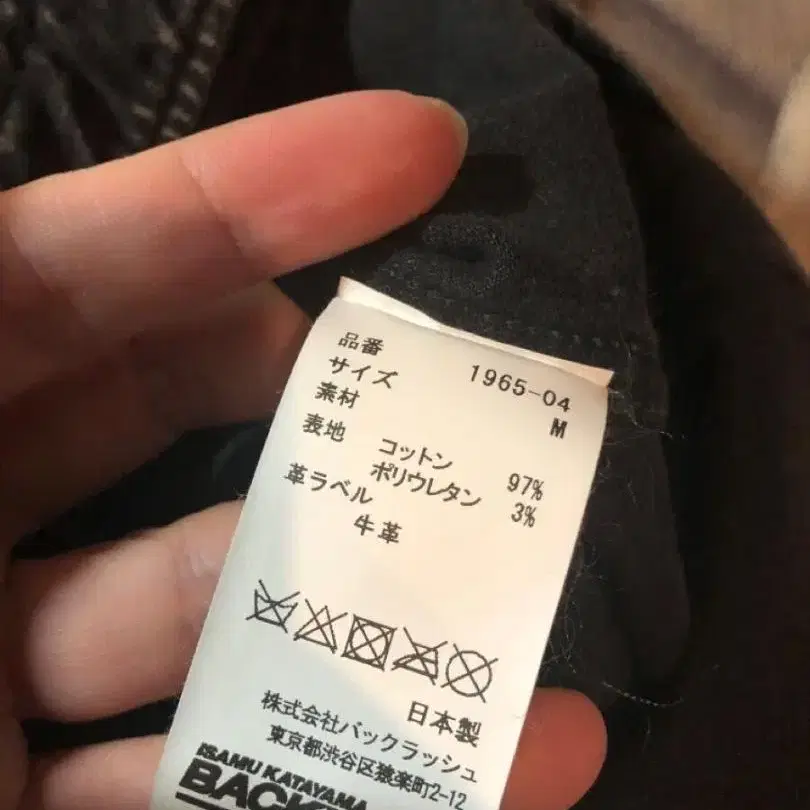 品番 1965-04
サイズ M
素材
表地 コットン 97%
ポリウレタン 3%
革ラベル
牛革
日本製
株式会社バックラッシュ
東京都渋谷区猿楽町2-12
ISAMU KATAYAMA